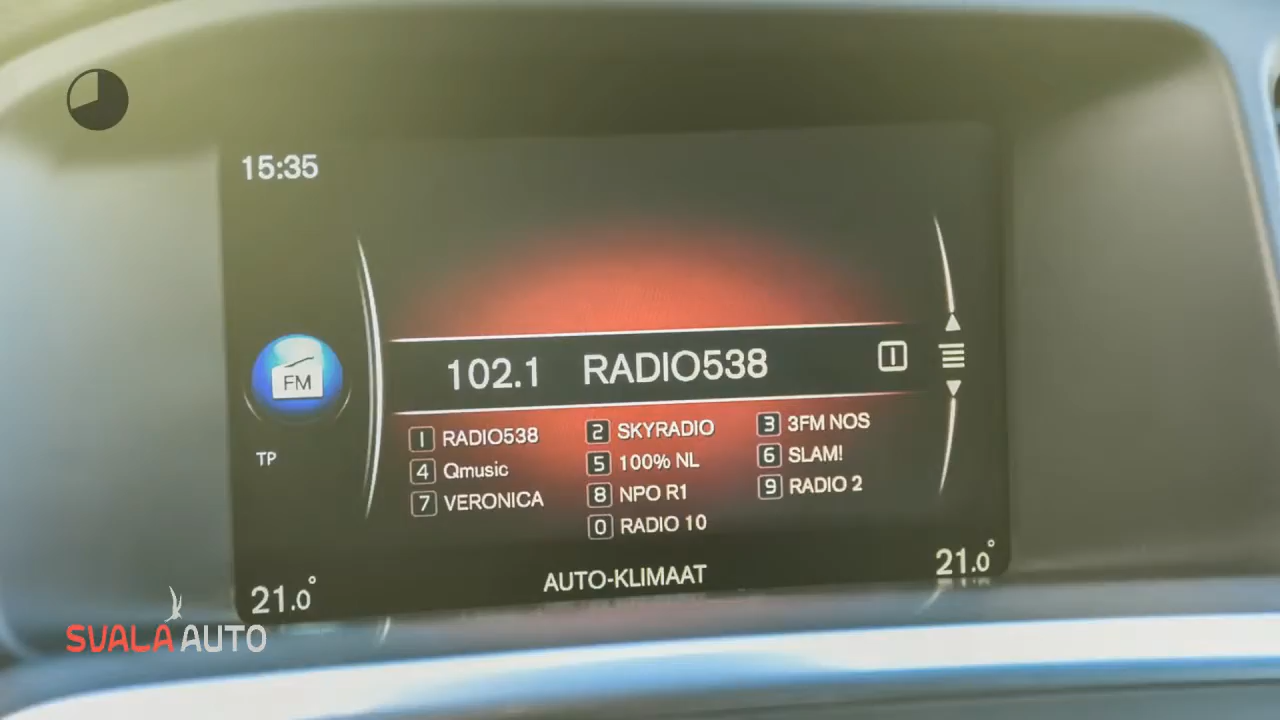 15:35
FM
TP
102.1 RADIO538 1
1 RADIO538 2 SKYRADIO 3 3FM NOS
4 Qmusic 5 100% NL 6 SLAM!
7 VERONICA 8 NPO R1 9 RADIO 2
0 RADIO 10
21.0° AUTO-KLIMAAT 21.0°
SVALA AUTO